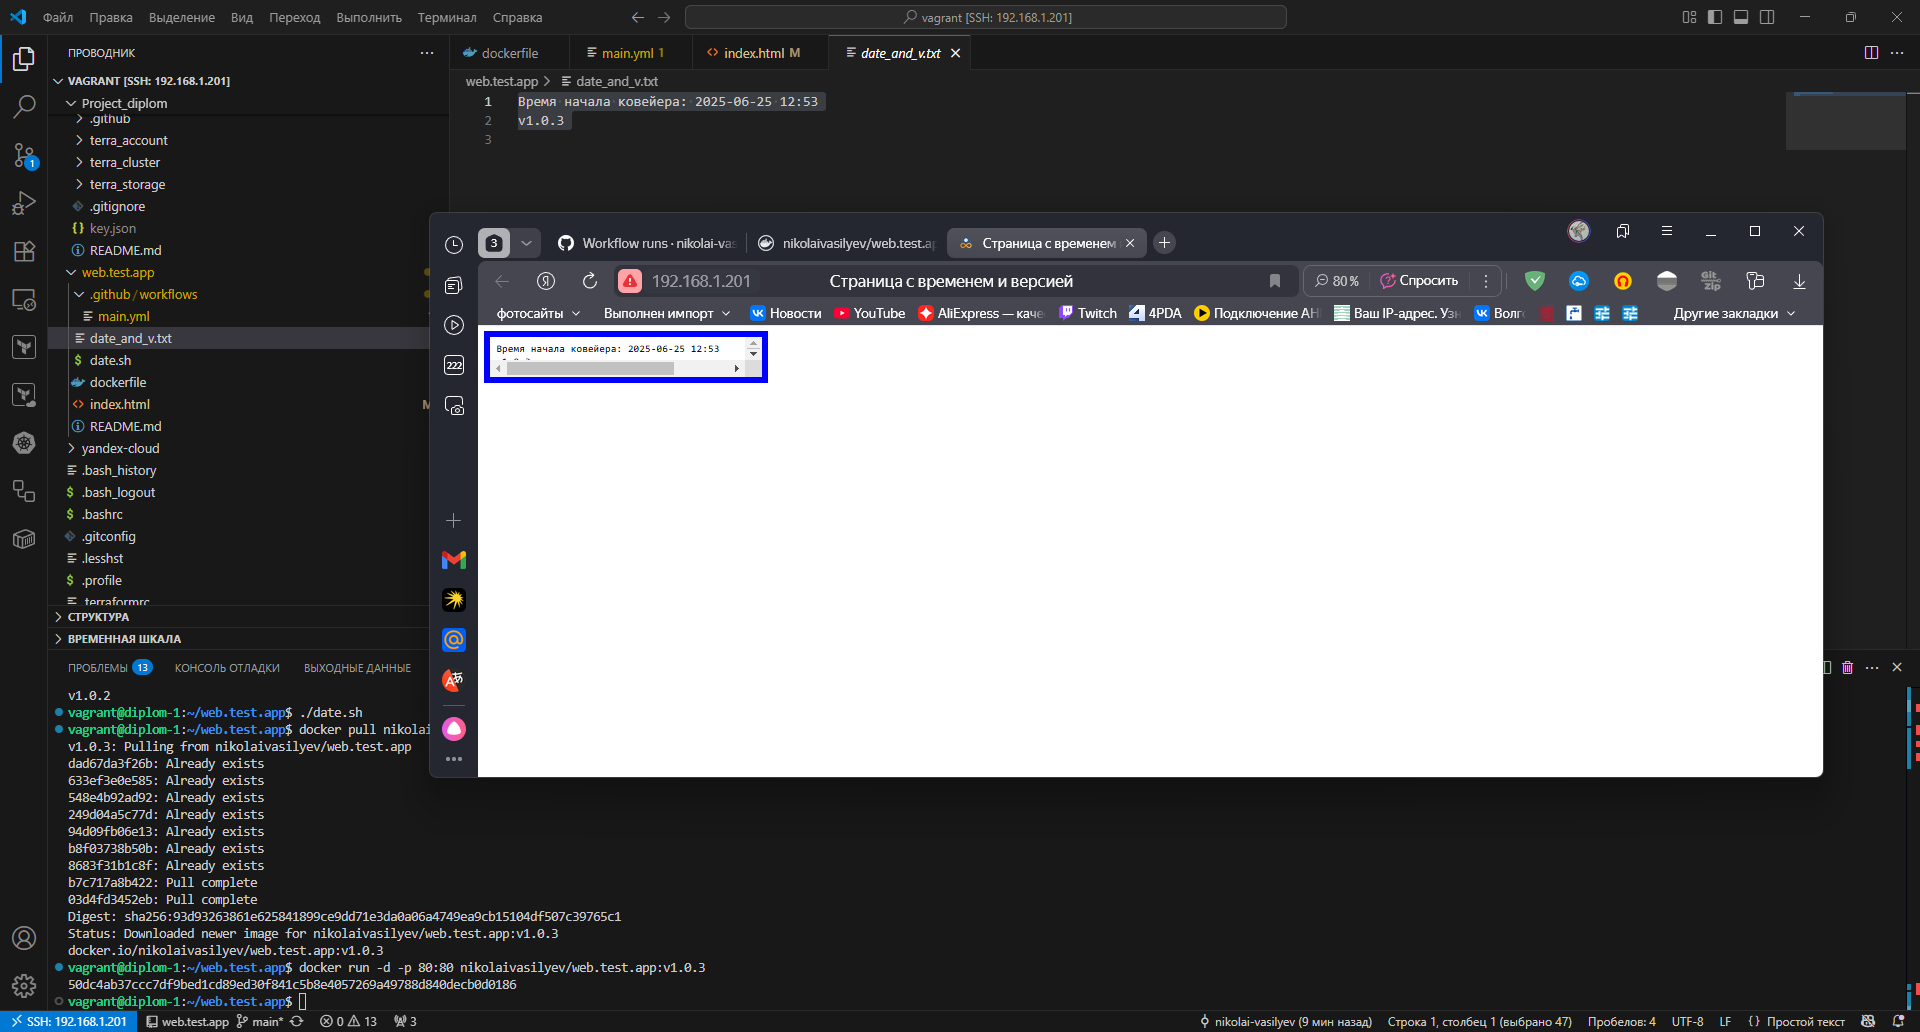 Файл Правка Выделение Вид Переход Выполнить Терминал Справка
vagrant [SSH: 192.168.1.201]
ПРОВОДНИК
VAGRANT [SSH: 192.168.1.201]
Project_diplom
.github
terra_account
terra_cluster
terra_storage
.gitignore
key.json
README.md
web.test.app
.github/workflows
main.yml
date_and_v.txt
date.sh
dockerfile
index.html M
README.md
yandex-cloud
.bash_history
.bash_logout
.bashrc
.gitconfig
.lesshst
.profile
.terraformrc
СТРУКТУРА
ВРЕМЕННАЯ ШКАЛА
1
dockerfile main.yml 1 index.html M date_and_v.txt
web.test.app > date_and_v.txt
1 Время начала ковейера: 2025-06-25 12:53
2 v1.0.3
3
3 Workflow runs · nikolai-vas nikolaivasilyev/web.test.ap Страница с временем
192.168.1.201 Страница с временем и версией 80 % Спросить
Git Zip
фотосайты Выполнен импорт Новости YouTube AliExpress — каче Twitch 4PDA Подключение АН Ваш IP-адрес. Узн Волго Другие закладки
222
Время начала ковейера: 2025-06-25 12:53
ПРОБЛЕМЫ 13 КОНСОЛЬ ОТЛАДКИ ВЫХОДНЫЕ ДАННЫЕ
v1.0.2
vagrant@diplom-1:~/web.test.app$ ./date.sh
vagrant@diplom-1:~/web.test.app$ docker pull nikolai
v1.0.3: Pulling from nikolaivasilyev/web.test.app
dad67da3f26b: Already exists
633ef3e0e585: Already exists
548e4b92ad92: Already exists
249d04a5c77d: Already exists
94d09fb06e13: Already exists
b8f03738b50b: Already exists
8683f31b1c8f: Already exists
b7c717a8b422: Pull complete
03d4fd3452eb: Pull complete
Digest: sha256:93d93263861e625841899ce9dd71e3da0a06a4749ea9cb15104df507c39765c1
Status: Downloaded newer image for nikolaivasilyev/web.test.app:v1.0.3
docker.io/nikolaivasilyev/web.test.app:v1.0.3
vagrant@diplom-1:~/web.test.app$ docker run -d -p 80:80 nikolaivasilyev/web.test.app:v1.0.3
50dc4ab37ccc7df9bed1cd89ed30f841c5b8e4057269a49788d840decb0d0186
vagrant@diplom-1:~/web.test.app$
SSH: 192.168.1.201 web.test.app main* 0 13 3 nikolai-vasilyev (9 мин назад) Строка 1, столбец 1 (выбрано 47) Пробелов: 4 UTF-8 LF {} Простой текст